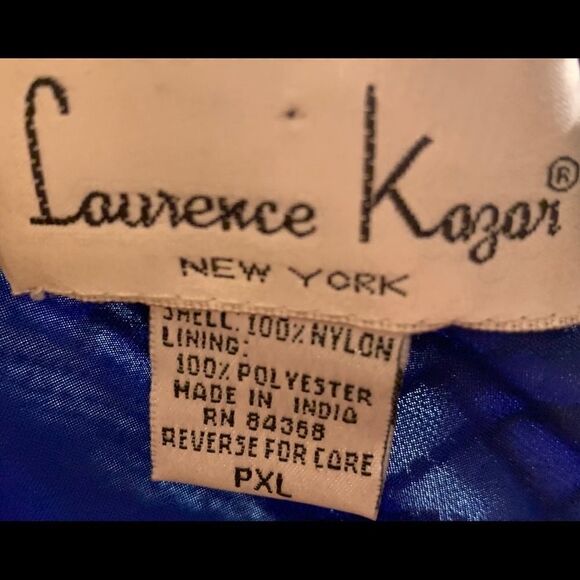 Laurence Kazar®
NEW YORK
SHELL: 100% NYLON
LINING:
100% POLYESTER
MADE IN INDIA
RN 84368
REVERSE FOR CARE
PXL